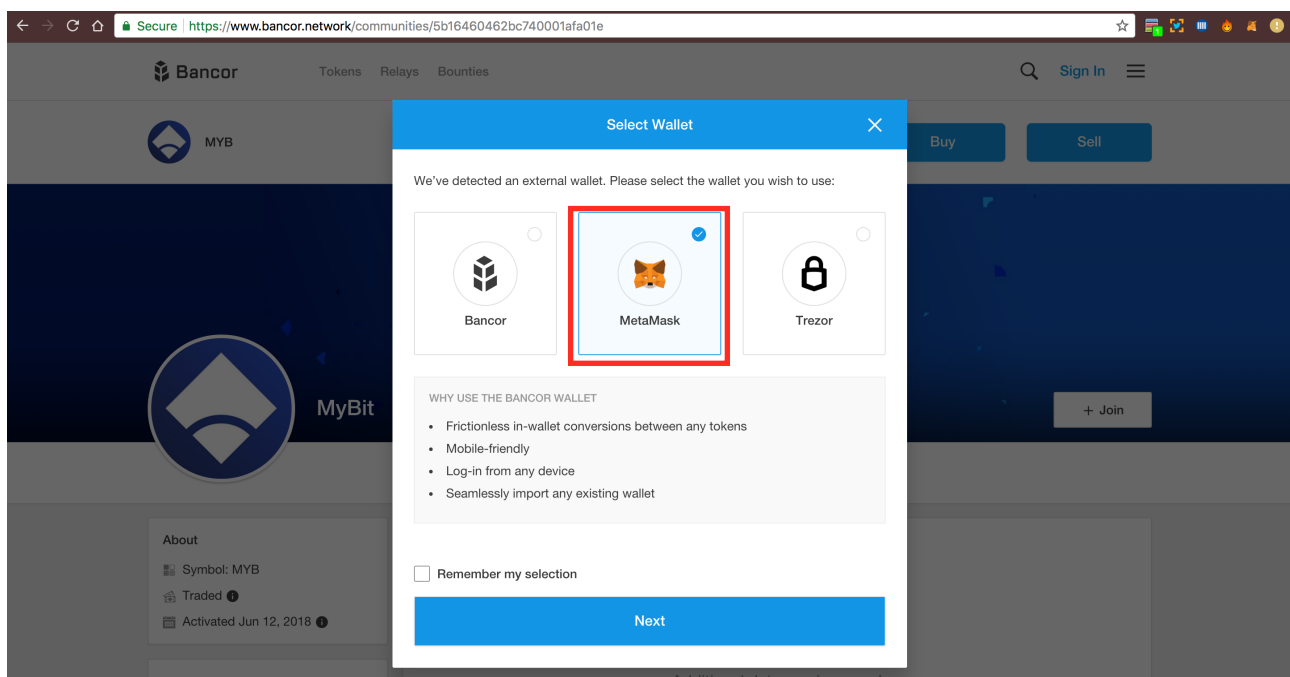 Secure https://www.bancor.network/communities/5b16460462bc740001afa01e
1
Bancor Tokens Relays Bounties Sign In
MYB Buy Sell
Select Wallet
We've detected an external wallet. Please select the wallet you wish to use:
Bancor MetaMask Trezor
MyBit
+ Join
WHY USE THE BANCOR WALLET
• Frictionless in-wallet conversions between any tokens
• Mobile-friendly
• Log-in from any device
• Seamlessly import any existing wallet
About
Symbol: MYB
Traded
Activated Jun 12, 2018
Remember my selection
Next